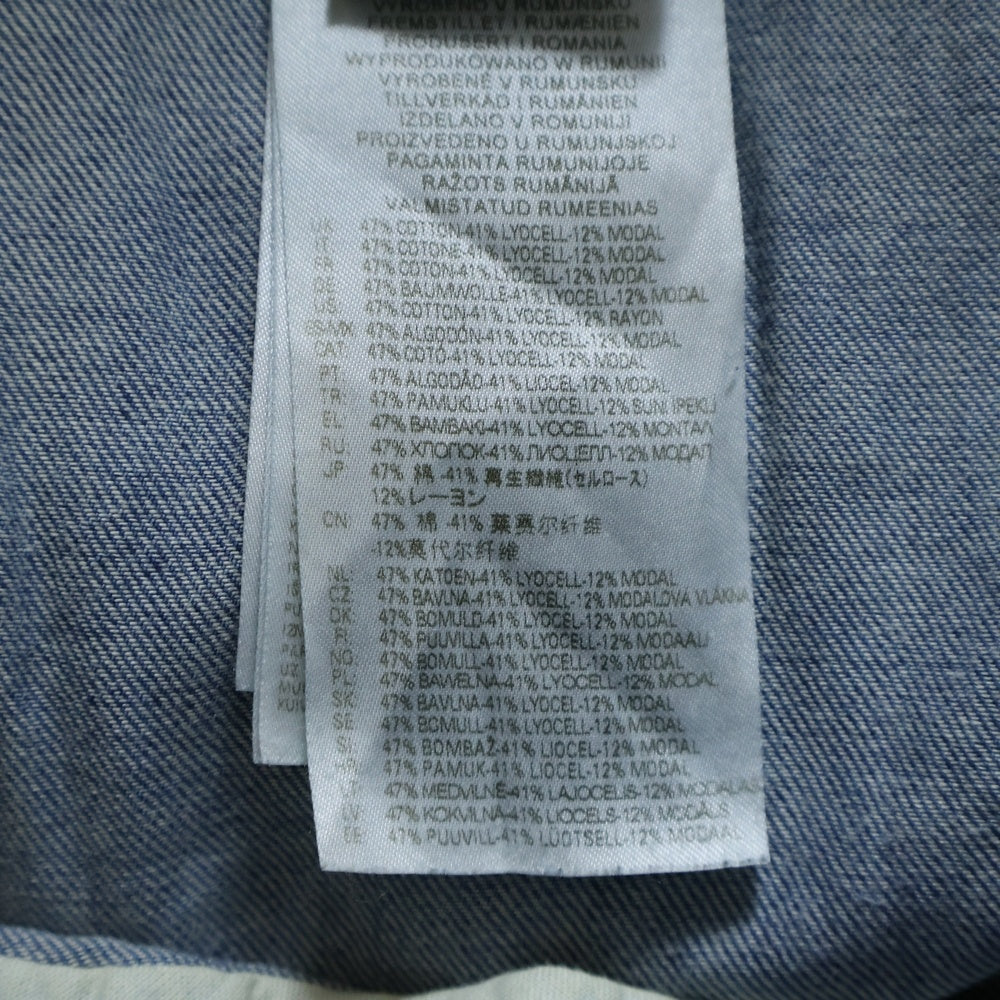 VYROBENO V RUMUNSKU
FREMSTILLET I RUMÆNIEN
PRODUSERT I ROMANIA
WYPRODUKOWANO W RUMUNII
VYROBENÉ V RUMUNSKU
TILLVERKAD I RUMÄNIEN
IZDELANO V ROMUNIJI
PROIZVEDENO U RUMUNJSKOJ
PAGAMINTA RUMUNIJOJE
RAŽOTS RUMĀNIJĀ
VALMISTATUD RUMEENIAS
UK: 47% COTTON-41% LYOCELL-12% MODAL
IT: 47% COTONE-41% LYOCELL-12% MODAL
FR: 47% COTON-41% LYOCELL-12% MODAL
DE: 47% BAUMWOLLE-41% LYOCELL-12% MODAL
US: 47% COTTON-41% LYOCELL-12% RAYON
ES/MX: 47% ALGODÓN-41% LYOCELL-12% MODAL
CAT: 47% COTÓ-41% LYOCELL-12% MODAL
PT: 47% ALGODÃO-41% LIOCEL-12% MODAL
TR: 47% PAMUKLU-41% LYOCELL-12% SUN. IPEKLI
EL: 47% BAMBAKI-41% LYOCELL-12% MONTAΛ
RU: 47% ХЛОПОК-41% ЛИОЦЕЛЛ-12% МОДАЛ
JP: 47% 綿 -41% 再生繊維(セルロース)
12% レーヨン
CN: 47% 棉 -41% 莱赛尔纤维
-12%莫代尔纤维
NL: 47% KATOEN-41% LYOCELL-12% MODAL
CZ: 47% BAVLNA-41% LYOCELL-12% MODALOVA VLÁKNA
DK: 47% BOMULD-41% LYOCELL-12% MODAL
FI: 47% PUUVILLA-41% LYOCELL-12% MODAALI
NO: 47% BOMULL-41% LYOCELL-12% MODAL
PL: 47% BAWEŁNA-41% LYOCELL-12% MODAL
SK: 47% BAVLNA-41% LYOCELL-12% MODAL
SE: 47% BOMULL-41% LYOCELL-12% MODAL
SI: 47% BOMBAŽ-41% LIOCEL-12% MODAL
HR: 47% PAMUK-41% LIOCEL-12% MODAL
LT: 47% MEDVILNĖ-41% LAJOCELIS-12% MODALAS
LV: 47% KOKVILNA-41% LIOCELS-12% MODĀLS
EE: 47% PUUVILL-41% LÜOTSELL-12% MODAAL